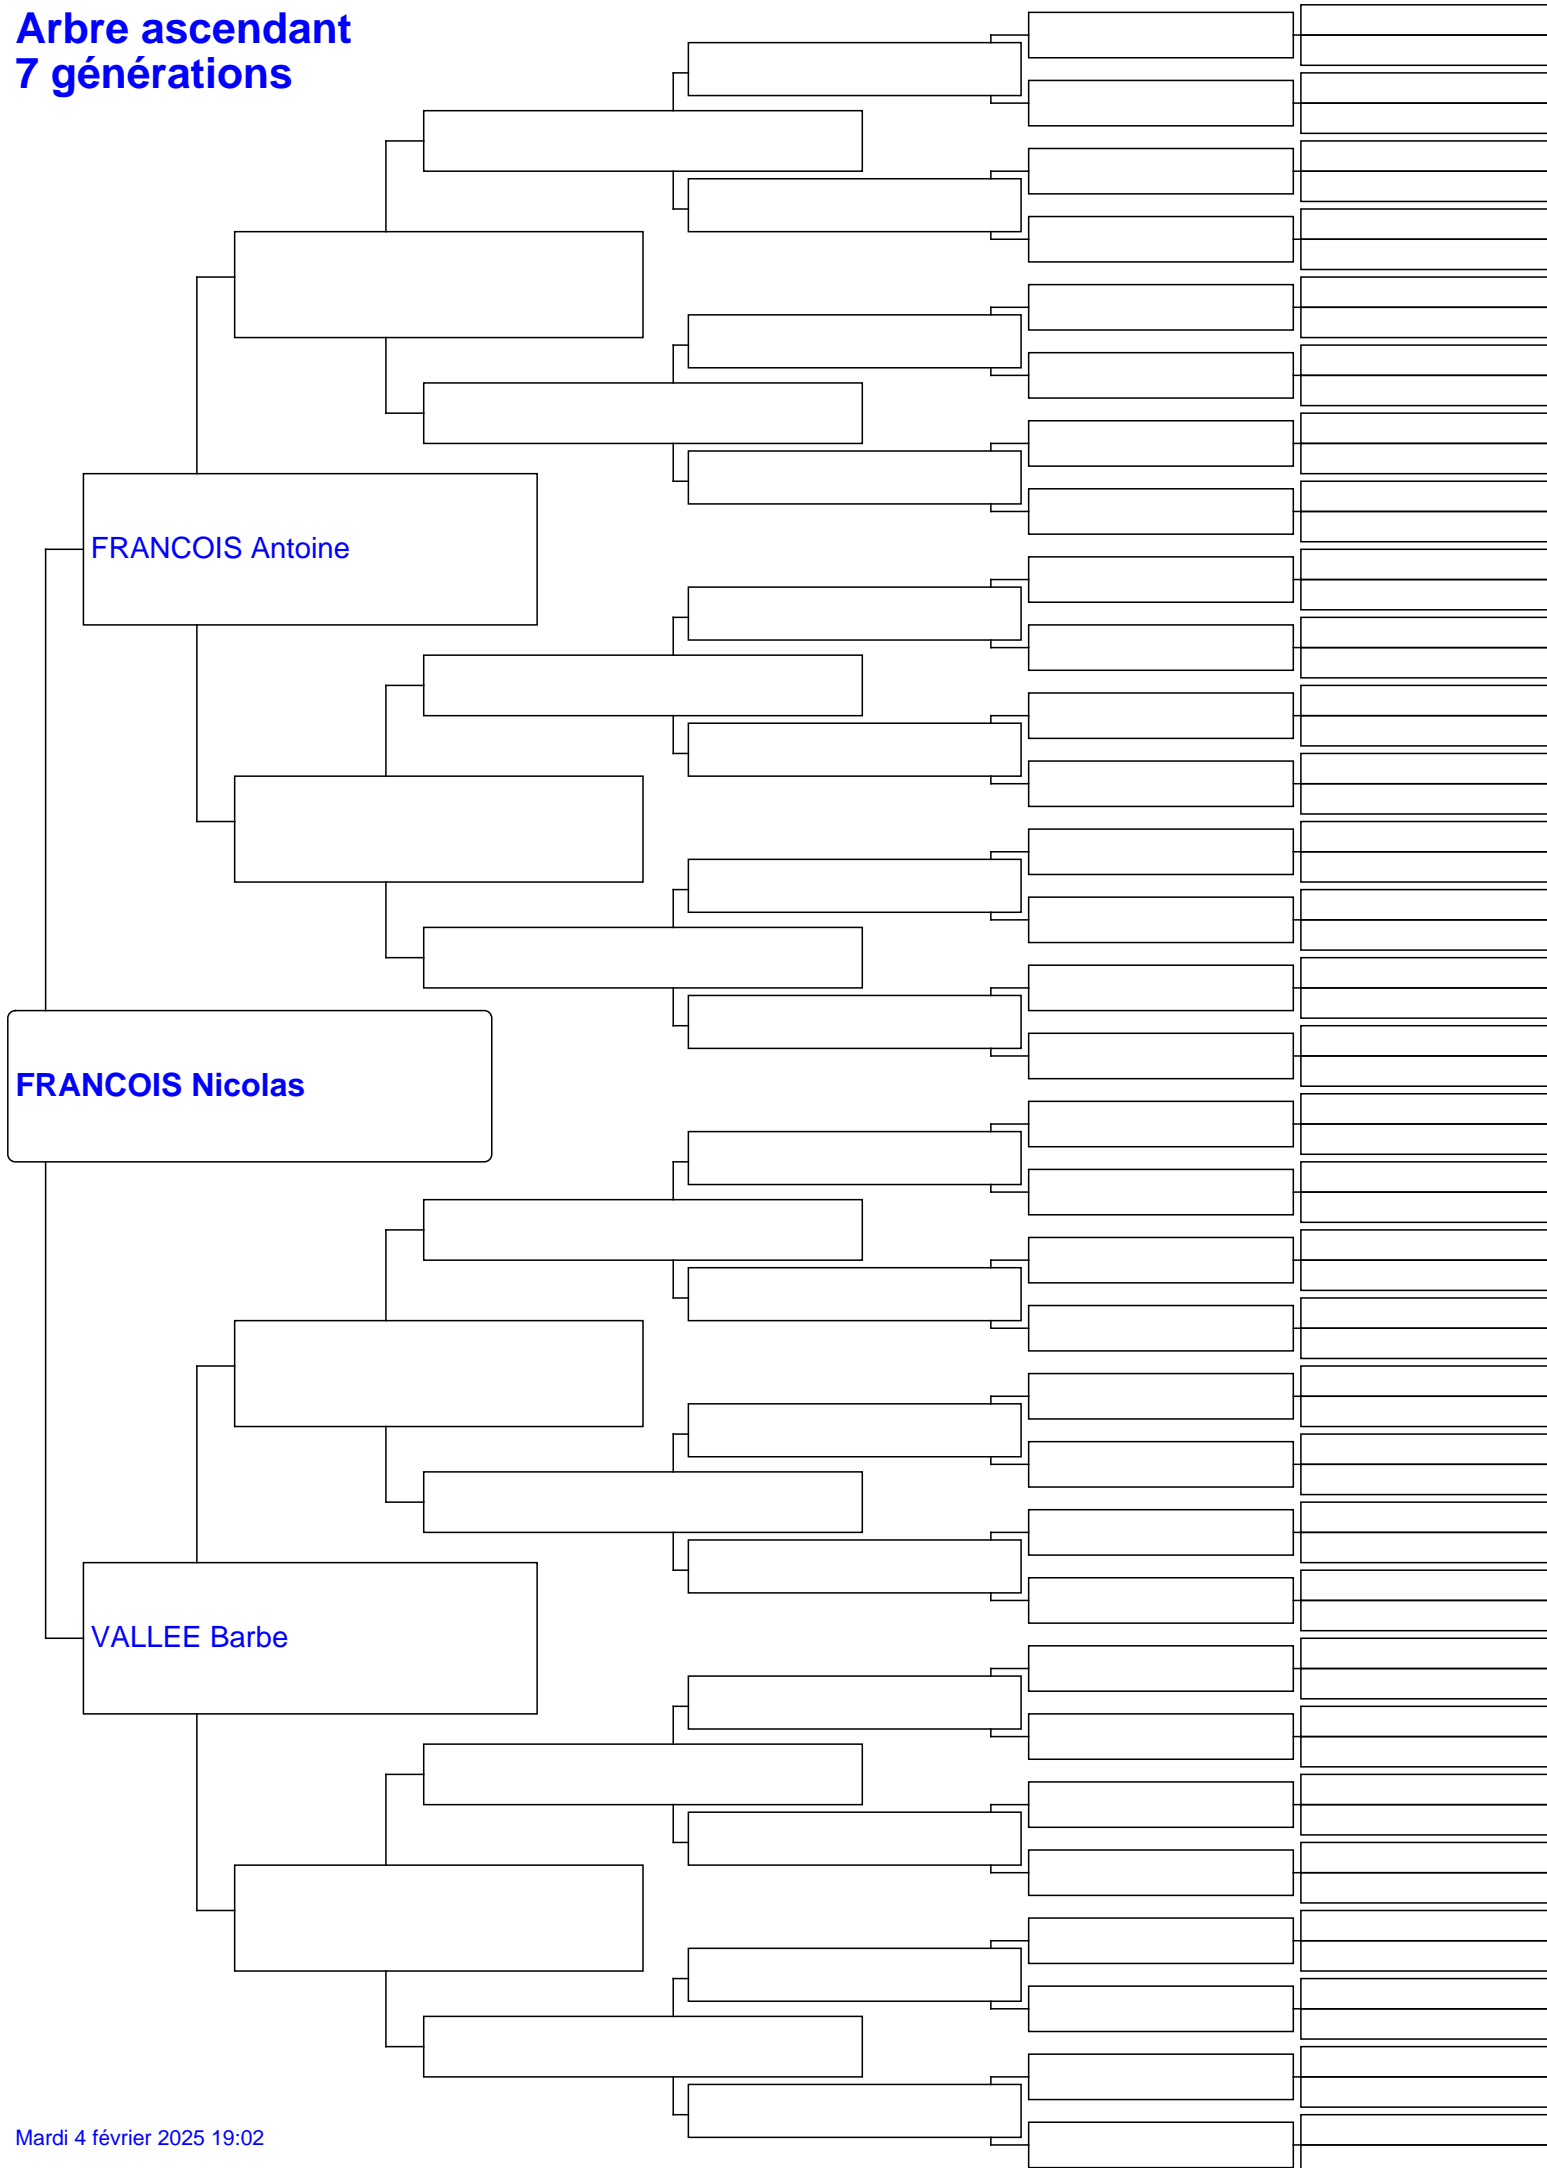 Arbre ascendant
7 générations
FRANCOIS Antoine
FRANCOIS Nicolas
VALLEE Barbe
Mardi 4 février 2025 19:02